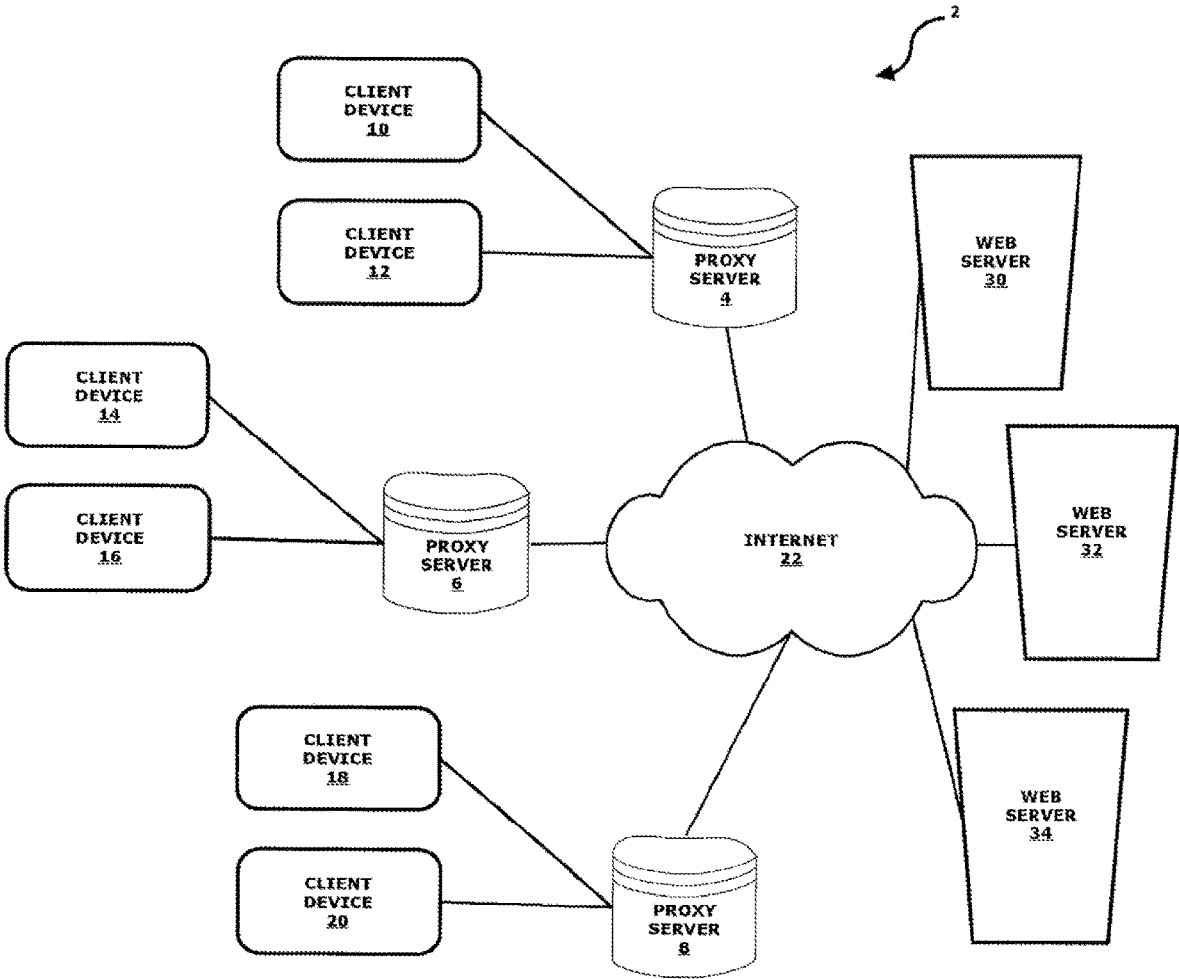 2
CLIENT
DEVICE
10
CLIENT
DEVICE
12
PROXY
SERVER
4
WEB
SERVER
30
CLIENT
DEVICE
14
CLIENT
DEVICE
16
PROXY
SERVER
6
INTERNET
22
WEB
SERVER
32
CLIENT
DEVICE
18
CLIENT
DEVICE
20
PROXY
SERVER
8
WEB
SERVER
34